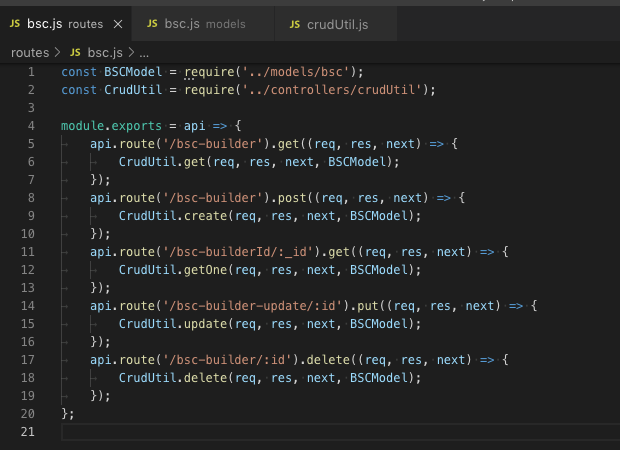 JS bsc.js routes × JS bsc.js models JS crudUtil.js
routes > JS bsc.js > ...
1 const BSCModel = require('../models/bsc');
2 const CrudUtil = require('../controllers/crudUtil');
3
4 module.exports = api => {
5 api.route('/bsc-builder').get((req, res, next) => {
6 CrudUtil.get(req, res, next, BSCModel);
7 });
8 api.route('/bsc-builder').post((req, res, next) => {
9 CrudUtil.create(req, res, next, BSCModel);
10 });
11 api.route('/bsc-builderId/:_id').get((req, res, next) => {
12 CrudUtil.getOne(req, res, next, BSCModel);
13 });
14 api.route('/bsc-builder-update/:id').put((req, res, next) => {
15 CrudUtil.update(req, res, next, BSCModel);
16 });
17 api.route('/bsc-builder/:id').delete((req, res, next) => {
18 CrudUtil.delete(req, res, next, BSCModel);
19 });
20 };
21